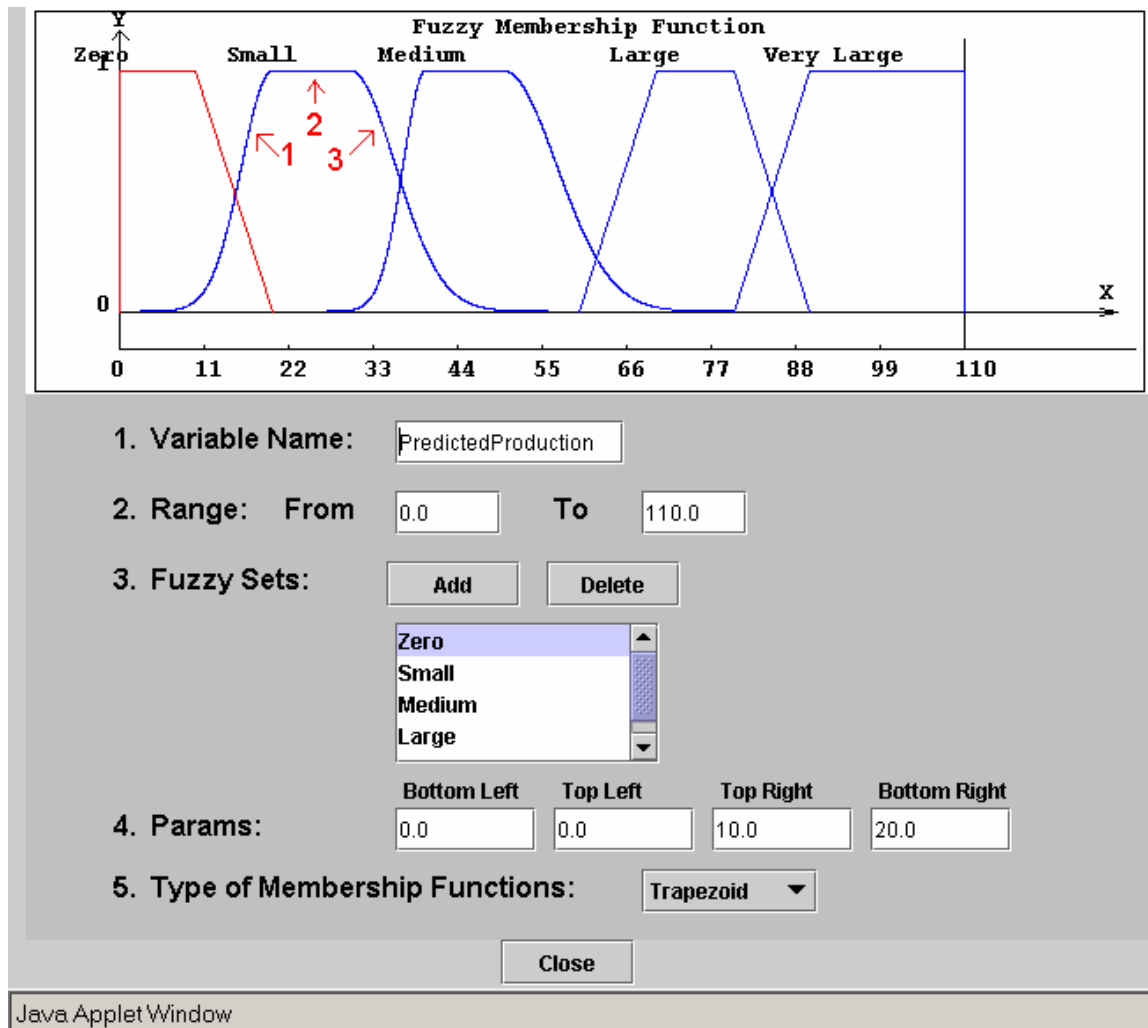 Y
Fuzzy Membership Function
Zero Small Medium Large Very Large
1
2
1
3
0
X
0 11 22 33 44 55 66 77 88 99 110
1. Variable Name: PredictedProduction
2. Range: From 0.0 To 110.0
3. Fuzzy Sets: Add Delete
Zero
Small
Medium
Large
Bottom Left Top Left Top Right Bottom Right
4. Params: 0.0 0.0 10.0 20.0
5. Type of Membership Functions: Trapezoid
Close
Java Applet Window